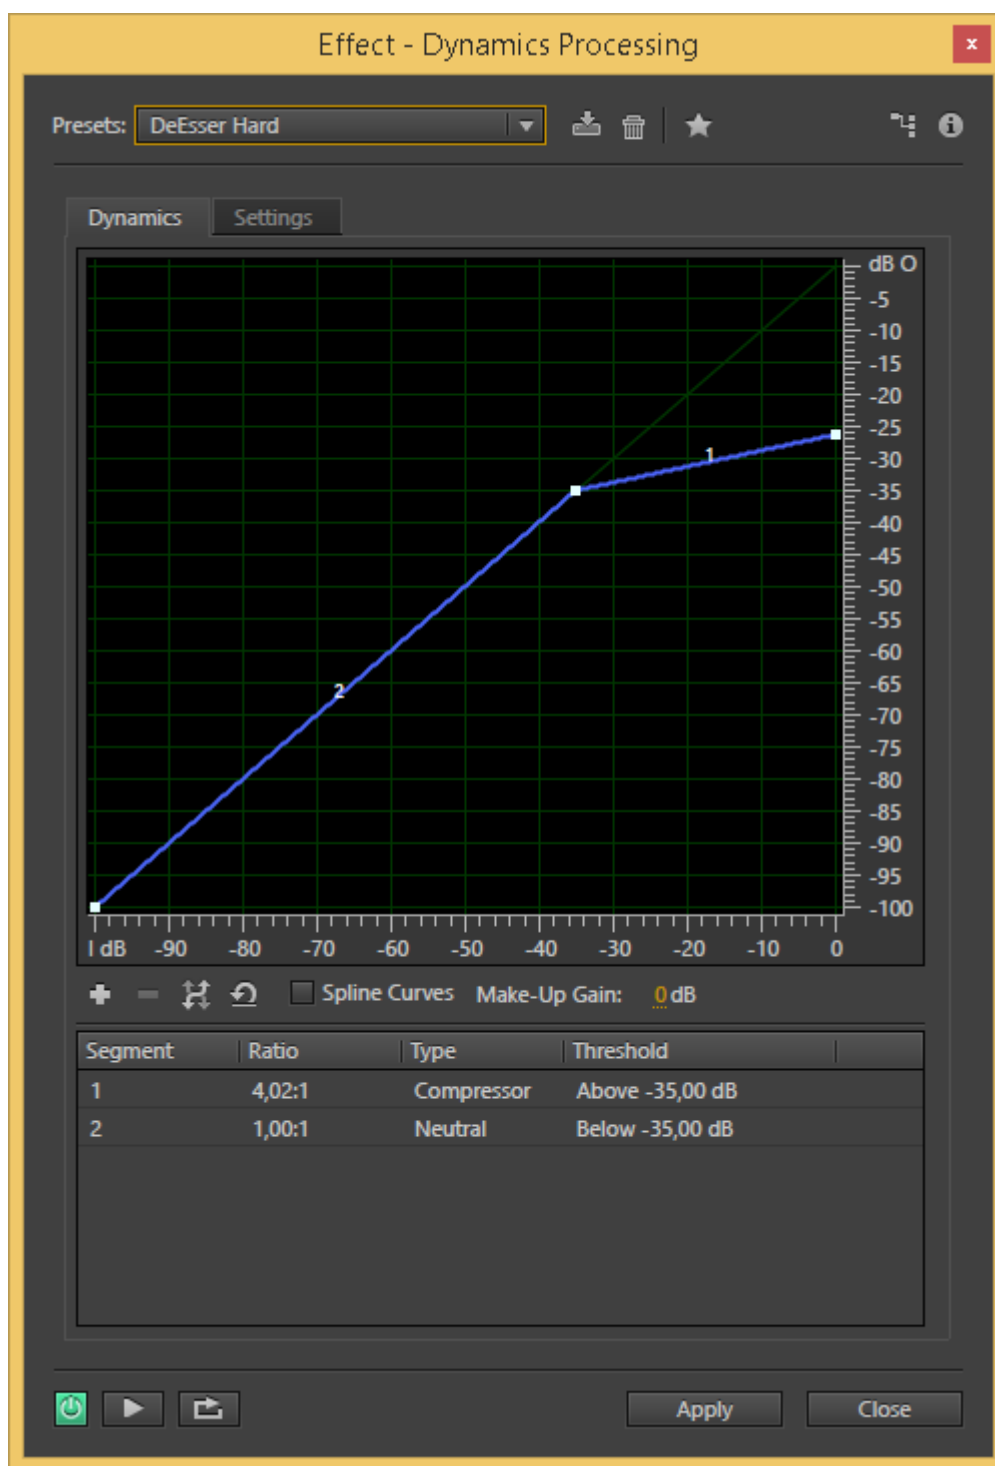 Effect - Dynamics Processing
x
Presets: DeEsser Hard
Dynamics Settings
dB O
-5
-10
-15
-20
-25
1
-30
-35
-40
-45
-50
-55
-60
2
-65
-70
-75
-80
-85
-90
-95
-100
I dB -90 -80 -70 -60 -50 -40 -30 -20 -10 0
Spline Curves Make-Up Gain: 0 dB
Segment Ratio Type Threshold
1 4,02:1 Compressor Above -35,00 dB
2 1,00:1 Neutral Below -35,00 dB
Apply Close